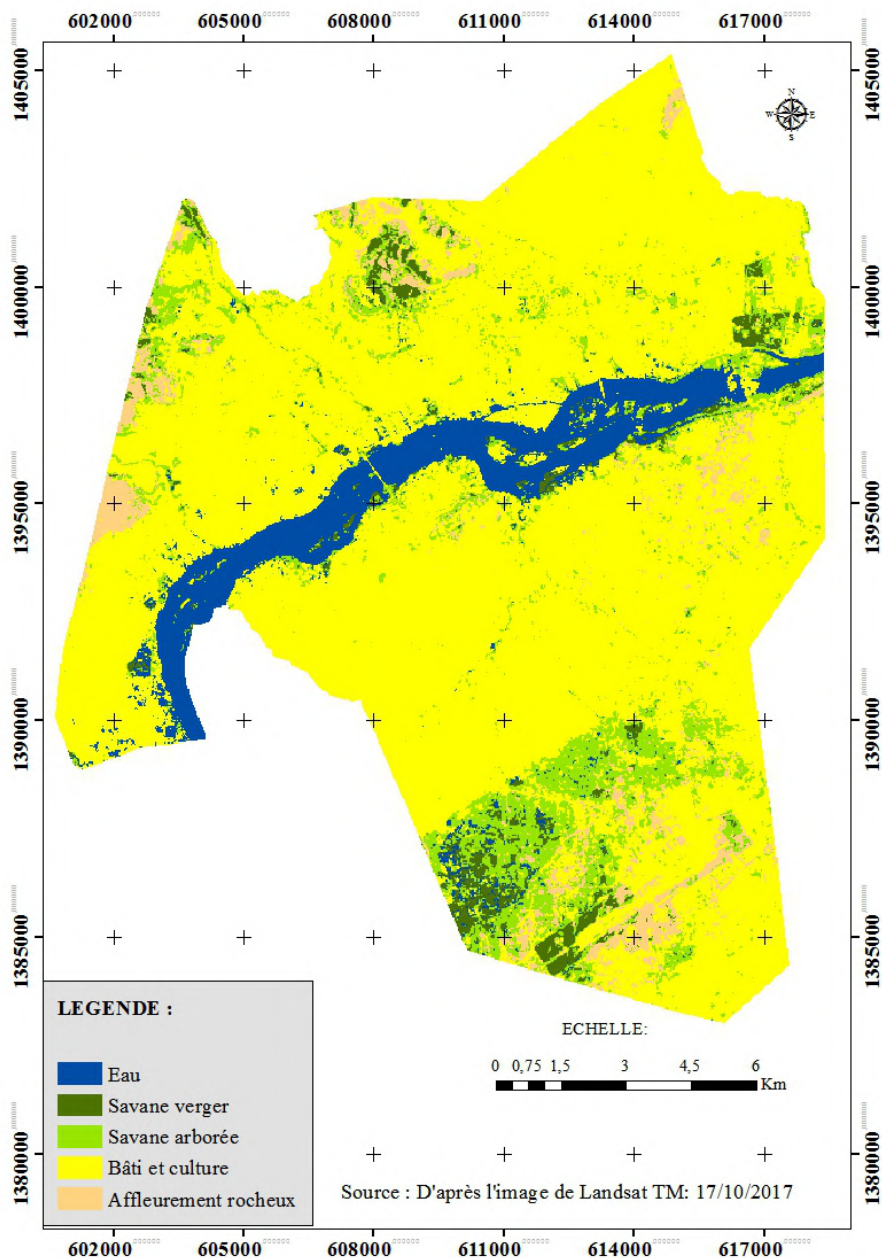 602000 605000 608000 611000 614000 617000
1405000 1405000
N
W E
S
1400000 1400000
1395000 1395000
1390000 1390000
1385000 1385000
LEGENDE :
Eau
Savane verger
Savane arborée
Bâti et culture
Affleurement rocheux
ECHELLE:
0 0,75 1,5 3 4,5 6
Km
1380000 1380000
Source : D'après l'image de Landsat TM: 17/10/2017
602000 605000 608000 611000 614000 617000